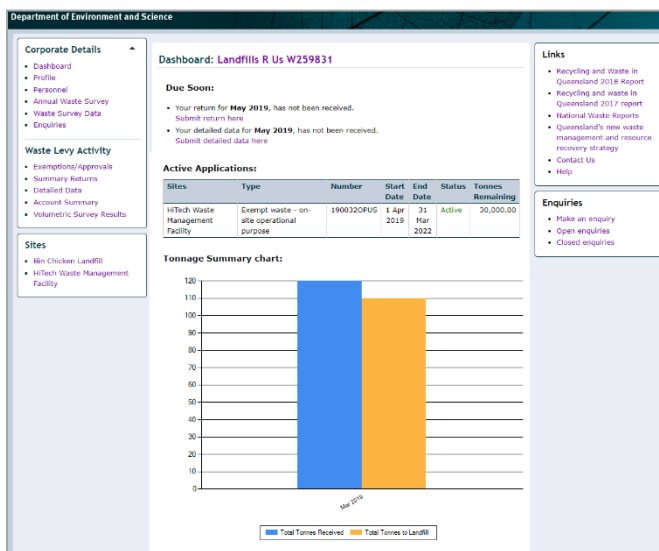 Department of Environment and Science
Corporate Details
Dashboard
Profile
Personnel
Annual Waste Survey
Waste Survey Data
Enquiries
Waste Levy Activity
Exemptions/Approvals
Summary Returns
Detailed Data
Account Summary
Volumetric Survey Results
Sites
Bin Chicken Landfill
HiTech Waste Management
Facility
Dashboard: Landfills R Us W259831
Due Soon:
Your return for May 2019, has not been received.
Submit return here
Your detailed data for May 2019, has not been received.
Submit detailed data here
Active Applications:
Sites Type Number Start Date End Date Status Tonnes Remaining
HiTech Waste Management Facility Exempt waste - on-site operational purpose 190032OPUS 1 Apr 2019 31 Mar 2022 Active 30,000.00
Tonnage Summary chart:
120
110
100
90
80
70
60
50
40
30
20
10
0
Mar 2019
Total Tonnes Received Total Tonnes to Landfill
Links
Recycling and Waste in
Queensland 2018 Report
Recycling and waste in
Queensland 2017 report
National Waste Reports
Queensland's new waste
management and resource
recovery strategy
Contact Us
Help
Enquiries
Make an enquiry
Open enquiries
Closed enquiries